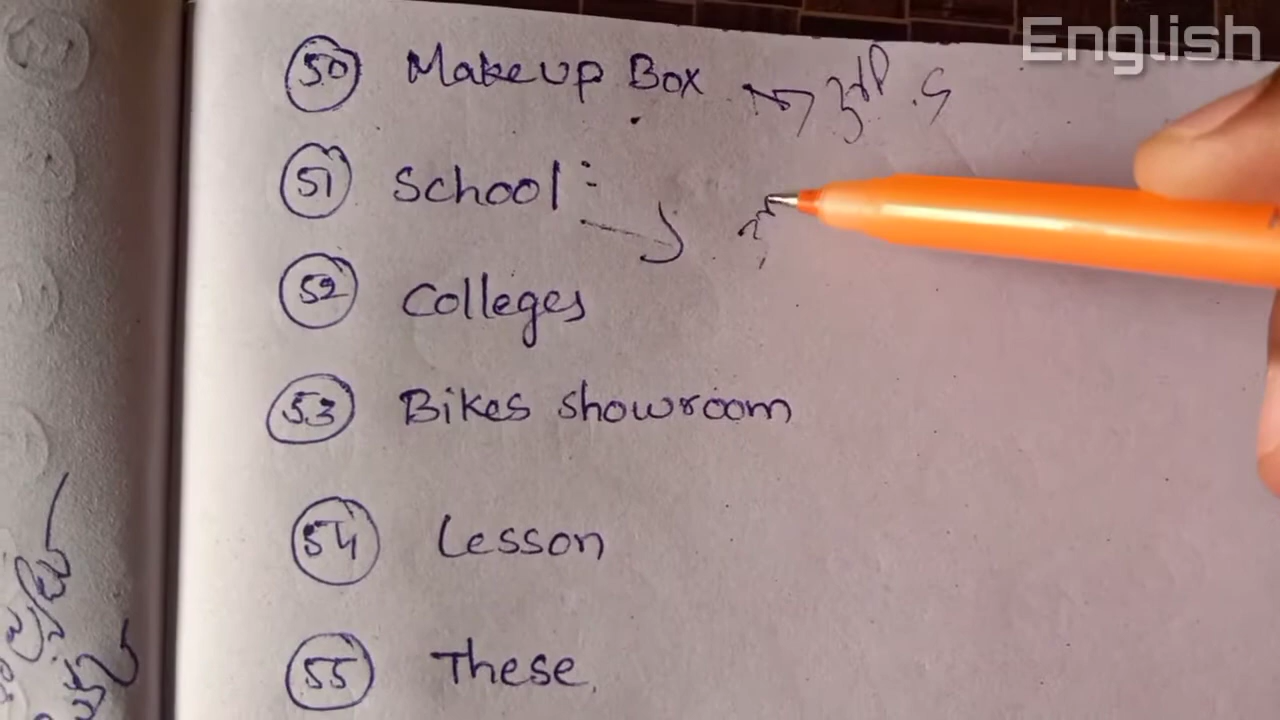 English
50 Makeup Box
51 School :-
52 Colleges
53 Bikes showroom
54 Lesson
55 These